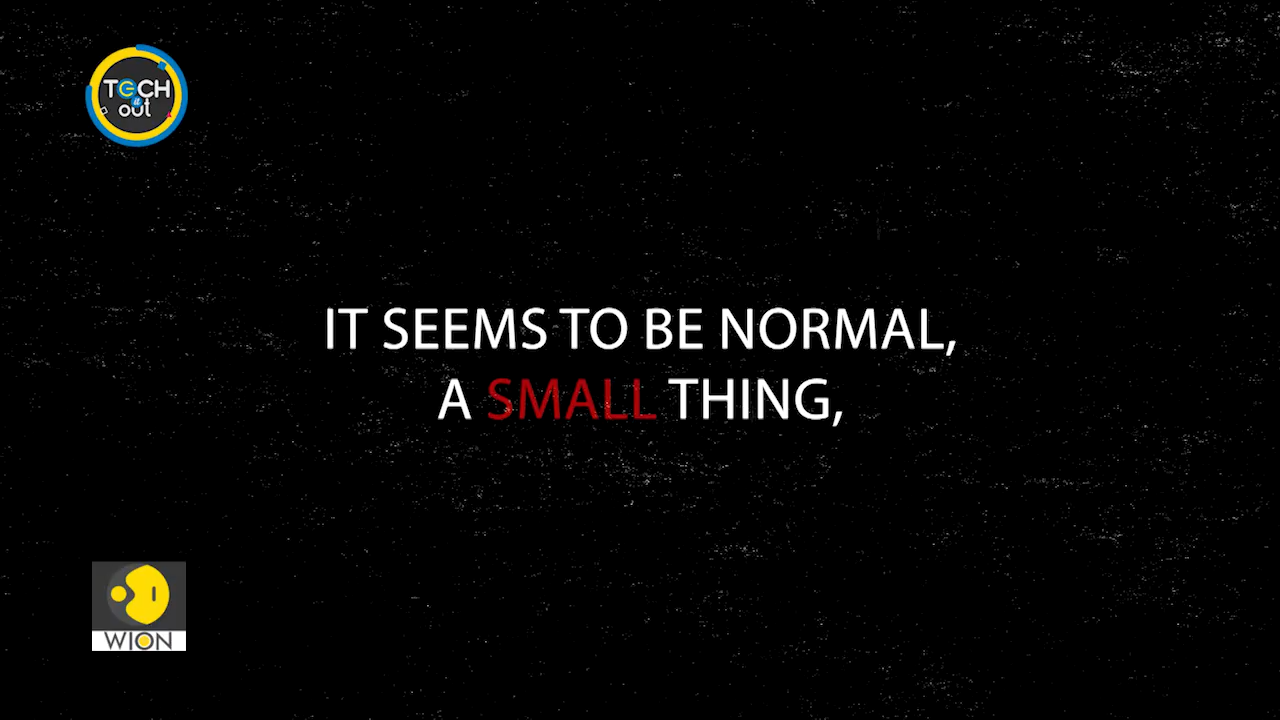 TECH
it
out
IT SEEMS TO BE NORMAL,
A SMALL THING,
WION